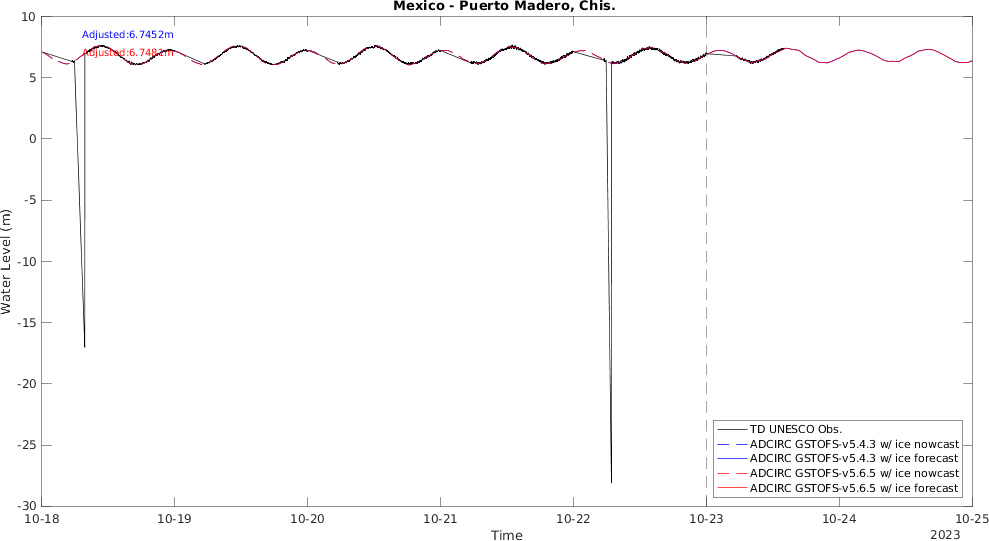 Mexico - Puerto Madero, Chis.
Adjusted:6.7452m
Adjusted:6.7481m
10
5
0
-5
-10
-15
-20
-25
-30
Water Level (m)
TD UNESCO Obs.
ADCIRC GSTOFS-v5.4.3 w/ ice nowcast
ADCIRC GSTOFS-v5.4.3 w/ ice forecast
ADCIRC GSTOFS-v5.6.5 w/ ice nowcast
ADCIRC GSTOFS-v5.6.5 w/ ice forecast
10-18 10-19 10-20 10-21 10-22 10-23 10-24 10-25
Time
2023